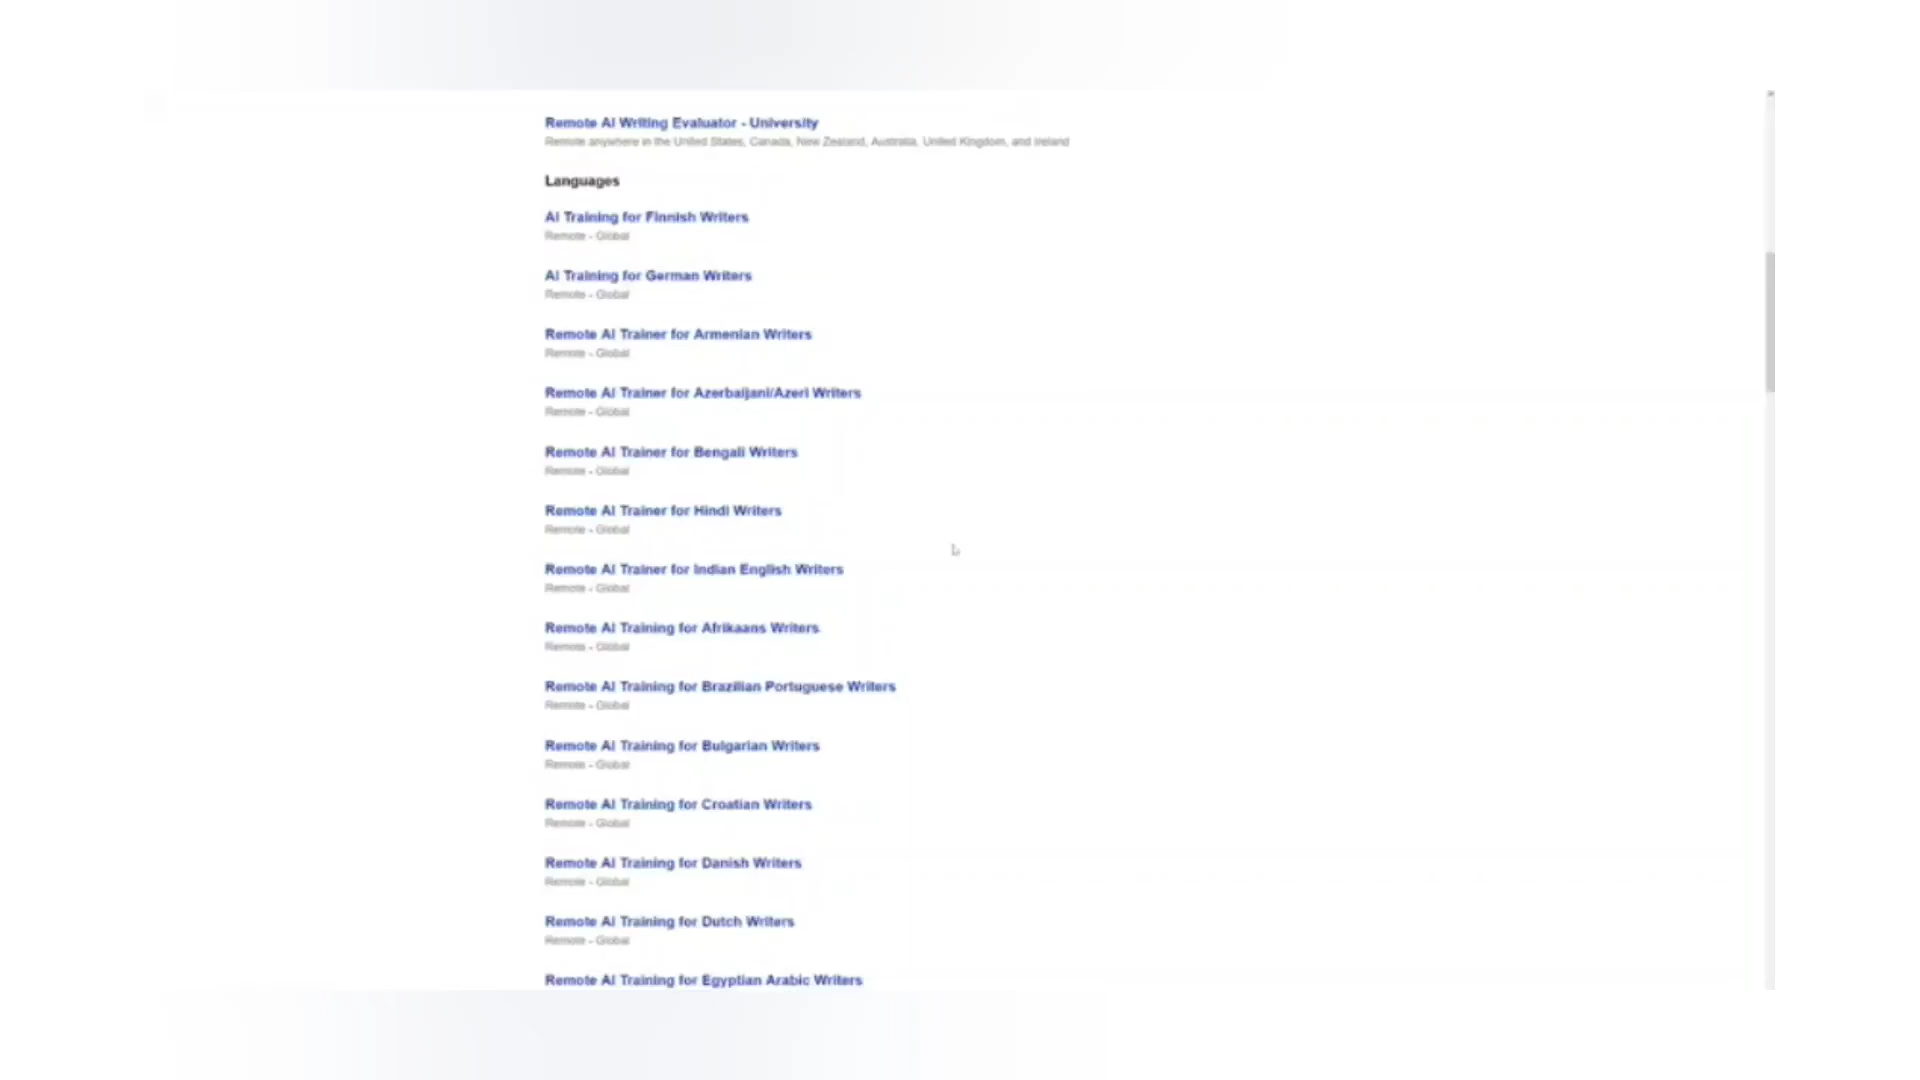 Remote AI Writing Evaluator - University
Remote anywhere in the United States, Canada, New Zealand, Australia, United Kingdom, and Ireland
Languages
AI Training for Finnish Writers
Remote - Global
AI Training for German Writers
Remote - Global
Remote AI Trainer for Armenian Writers
Remote - Global
Remote AI Trainer for Azerbaijani/Azeri Writers
Remote - Global
Remote AI Trainer for Bengali Writers
Remote - Global
Remote AI Trainer for Hindi Writers
Remote - Global
Remote AI Trainer for Indian English Writers
Remote - Global
Remote AI Training for Afrikaans Writers
Remote - Global
Remote AI Training for Brazilian Portuguese Writers
Remote - Global
Remote AI Training for Bulgarian Writers
Remote - Global
Remote AI Training for Croatian Writers
Remote - Global
Remote AI Training for Danish Writers
Remote - Global
Remote AI Training for Dutch Writers
Remote - Global
Remote AI Training for Egyptian Arabic Writers